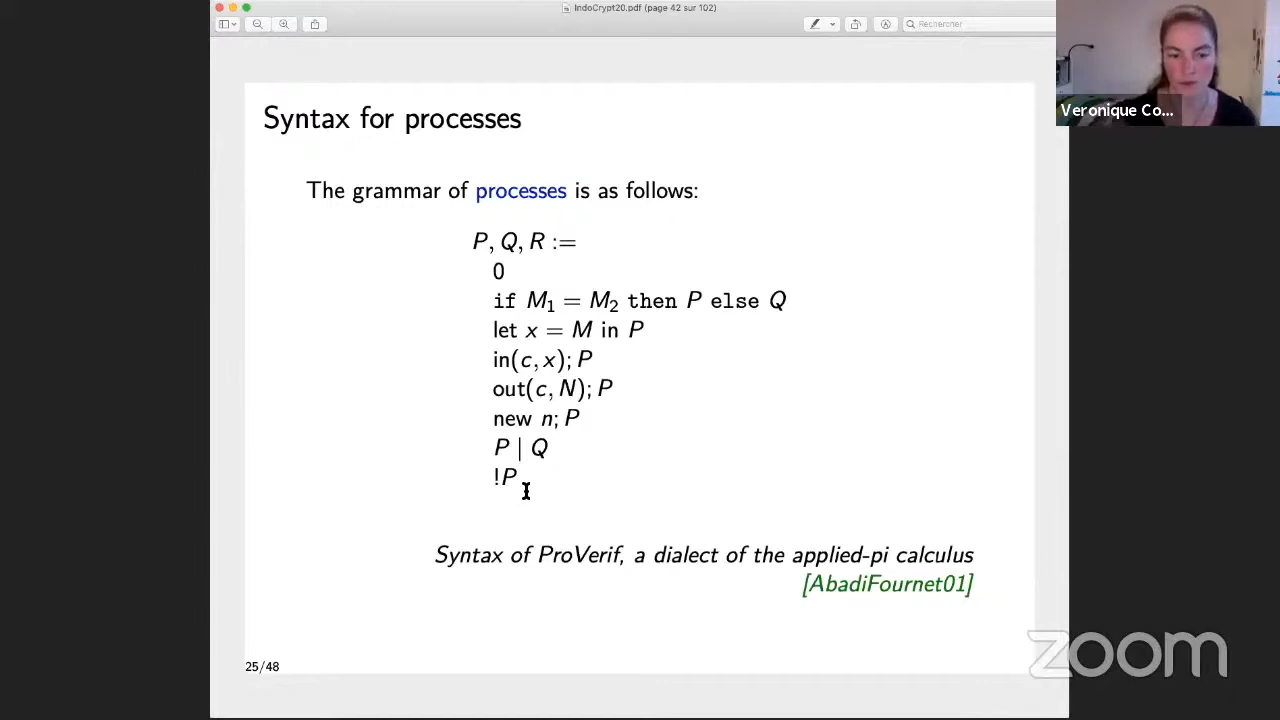 IndoCrypt20.pdf (page 42 sur 102)
Rechercher
Veronique Co...
Syntax for processes
The grammar of processes is as follows:
P, Q, R :=
0
if M₁ = M₂ then P else Q
let x = M in P
in(c, x); P
out(c, N); P
new n; P
P | Q
!P
Syntax of ProVerif, a dialect of the applied-pi calculus
[AbadiFournet01]
25/48
zoom